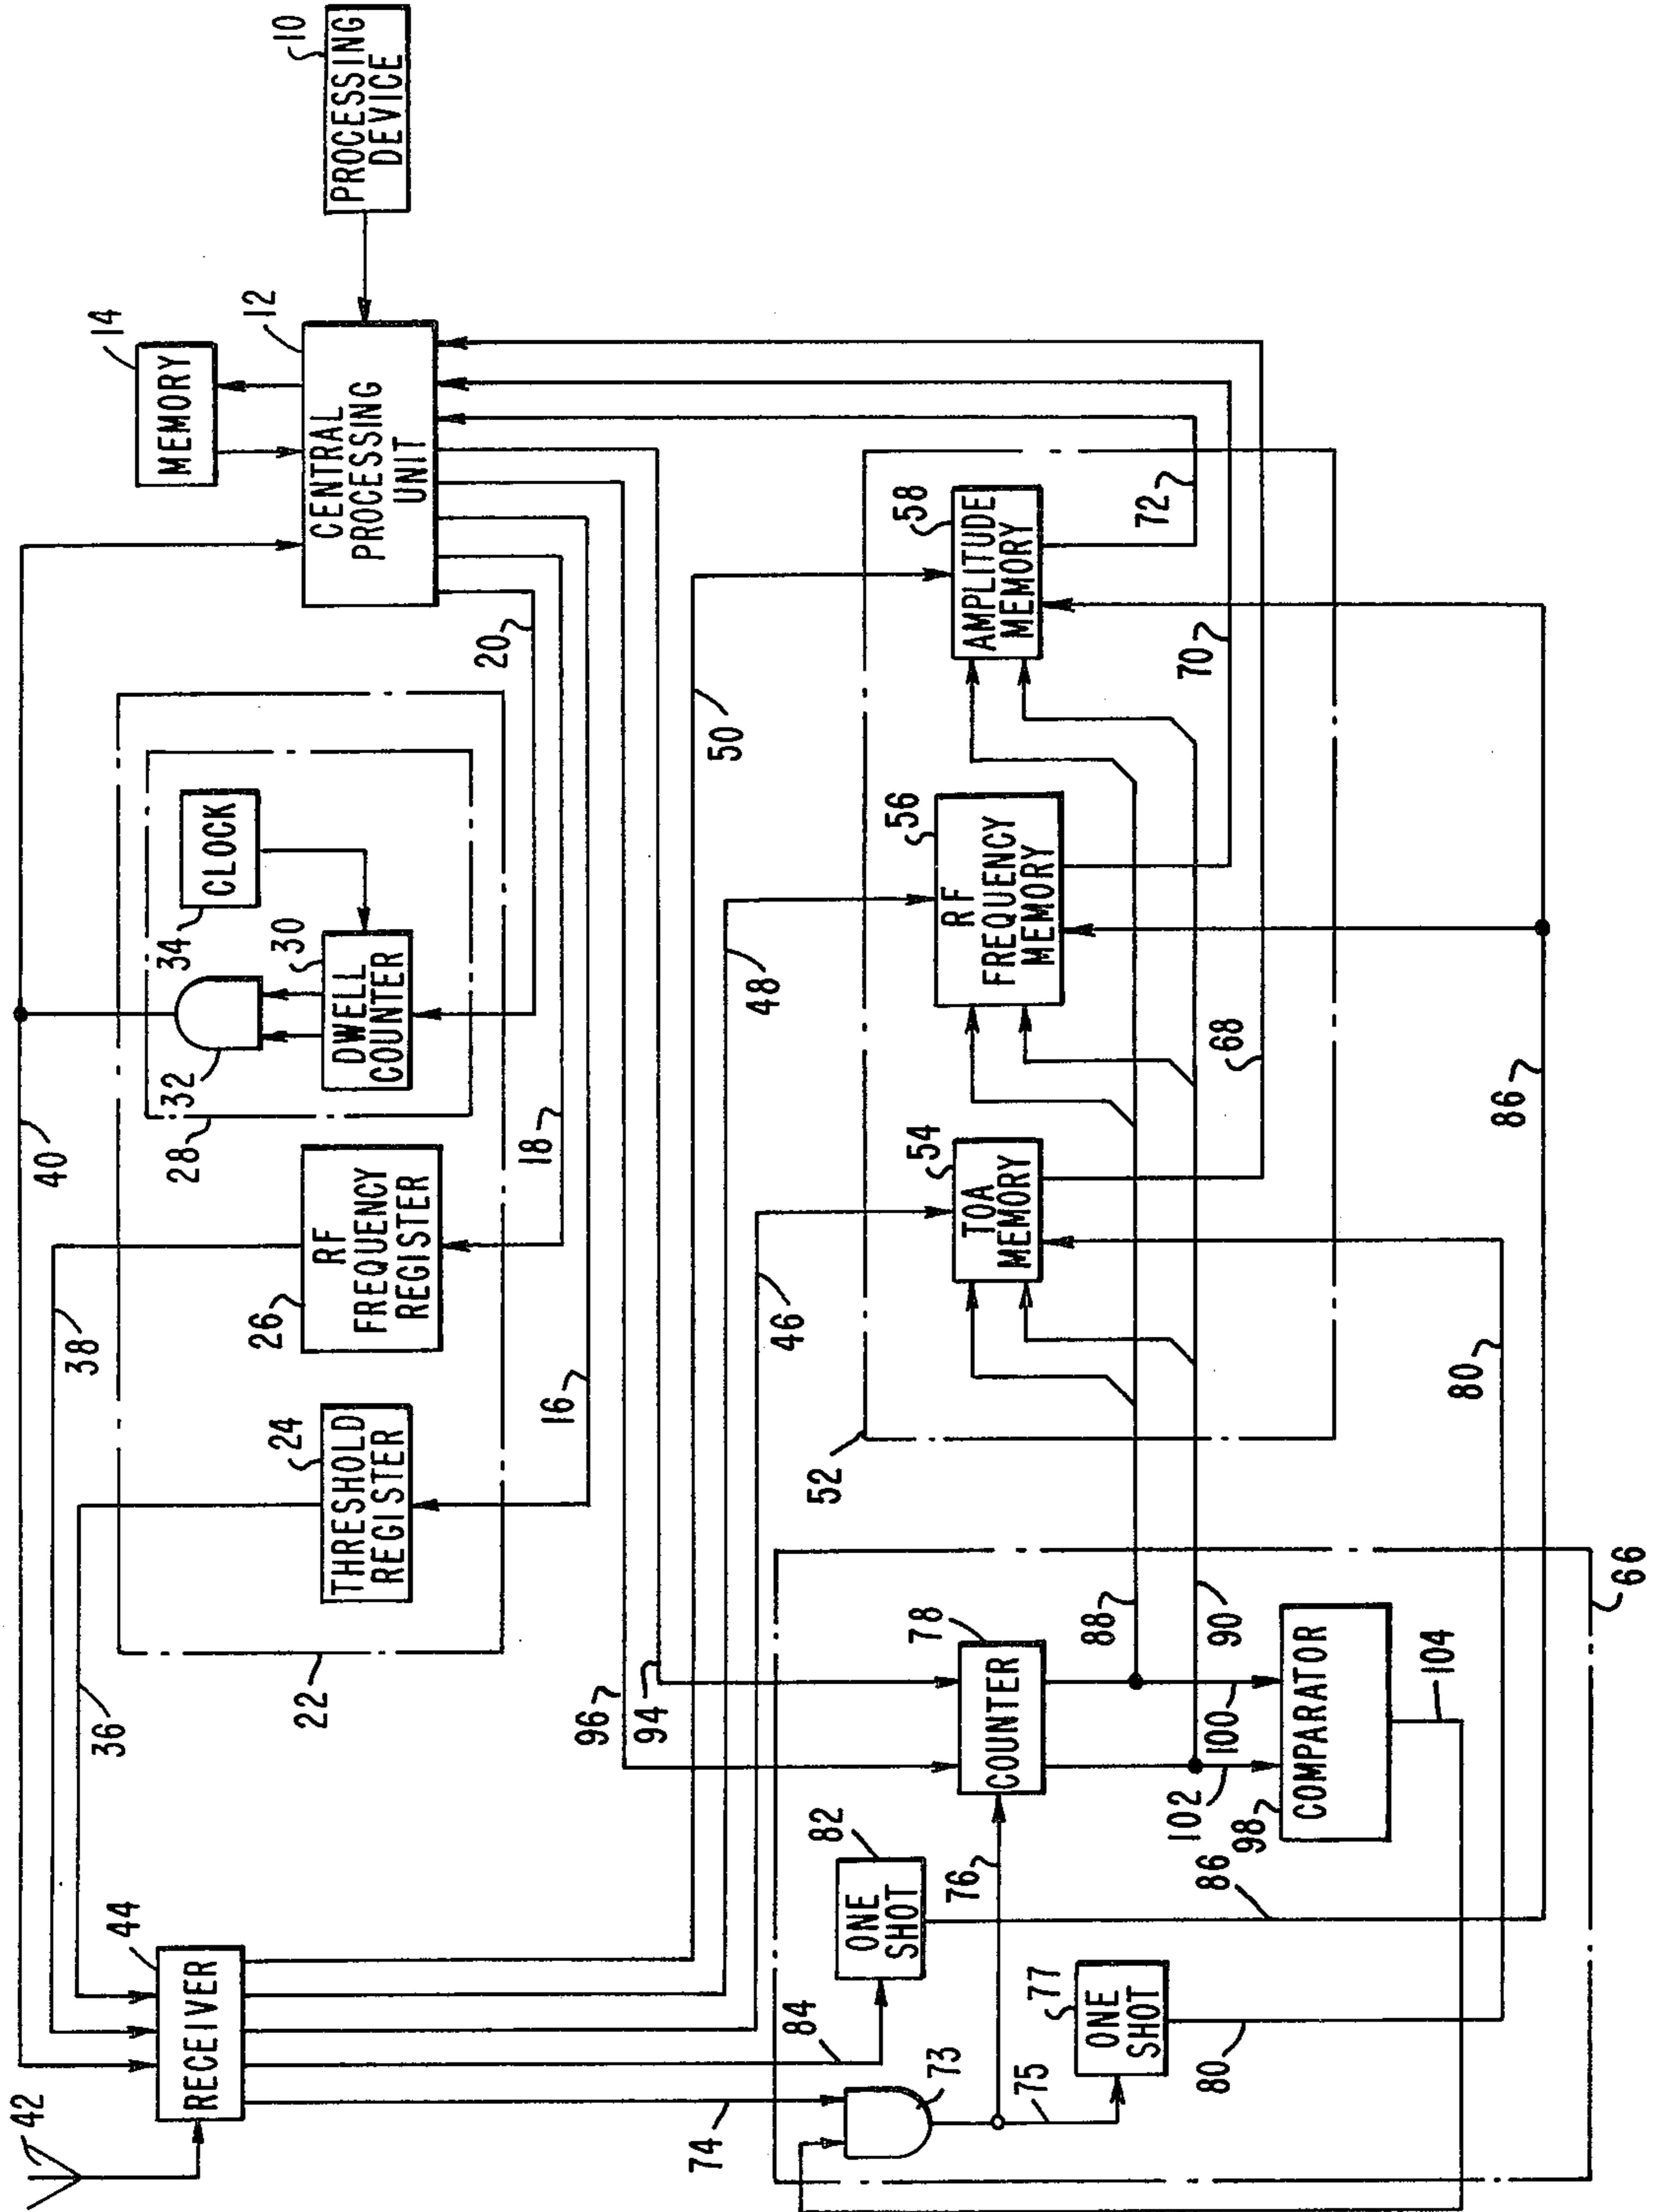 42
RECEIVER
44
36
38
40
22
THRESHOLD
REGISTER
24
26
RF
FREQUENCY
REGISTER
28
32
DWELL
COUNTER
30
34
CLOCK
16
18
20
MEMORY
14
CENTRAL
PROCESSING
UNIT
12
PROCESSING
DEVICE
10
74
84
96
94
46
48
50
73
75
76
ONE
SHOT
77
80
ONE
SHOT
82
86
COUNTER
78
88
90
102
100
COMPARATOR
98
104
66
52
TOA
MEMORY
54
RF
FREQUENCY
MEMORY
56
AMPLITUDE
MEMORY
58
68
70
72
80
86